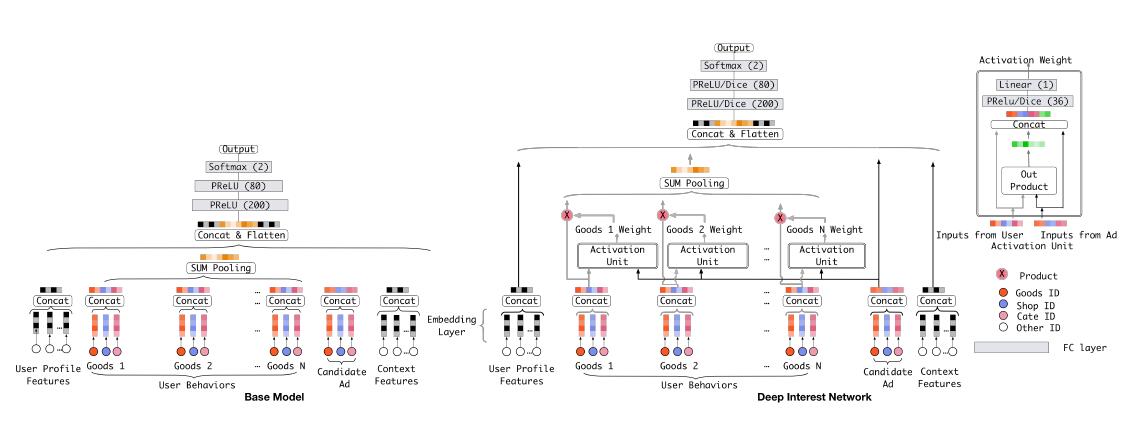 Output
Softmax (2)
PReLU (80)
PReLU (200)
Concat & Flatten
SUM Pooling
Concat Concat Concat ... Concat Concat Concat
... ... ... ...
User Profile Features
Goods 1 Goods 2 ... Goods N
User Behaviors
Candidate Ad
Context Features
Base Model
Output
Softmax (2)
PReLU/Dice (80)
PReLU/Dice (200)
Concat & Flatten
SUM Pooling
X X X
Goods 1 Weight Goods 2 Weight Goods N Weight
Activation Unit
Activation Unit
...
Activation Unit
Concat Concat Concat ... Concat Concat Concat
Embedding Layer
... ... ... ...
User Profile Features
Goods 1 Goods 2 ... Goods N
User Behaviors
Candidate Ad
Context Features
Deep Interest Network
Activation Weight
Linear (1)
PRelu/Dice (36)
Concat
Out
Product
Inputs from User Inputs from Ad
Activation Unit
X Product
Goods ID
Shop ID
Cate ID
Other ID
FC layer